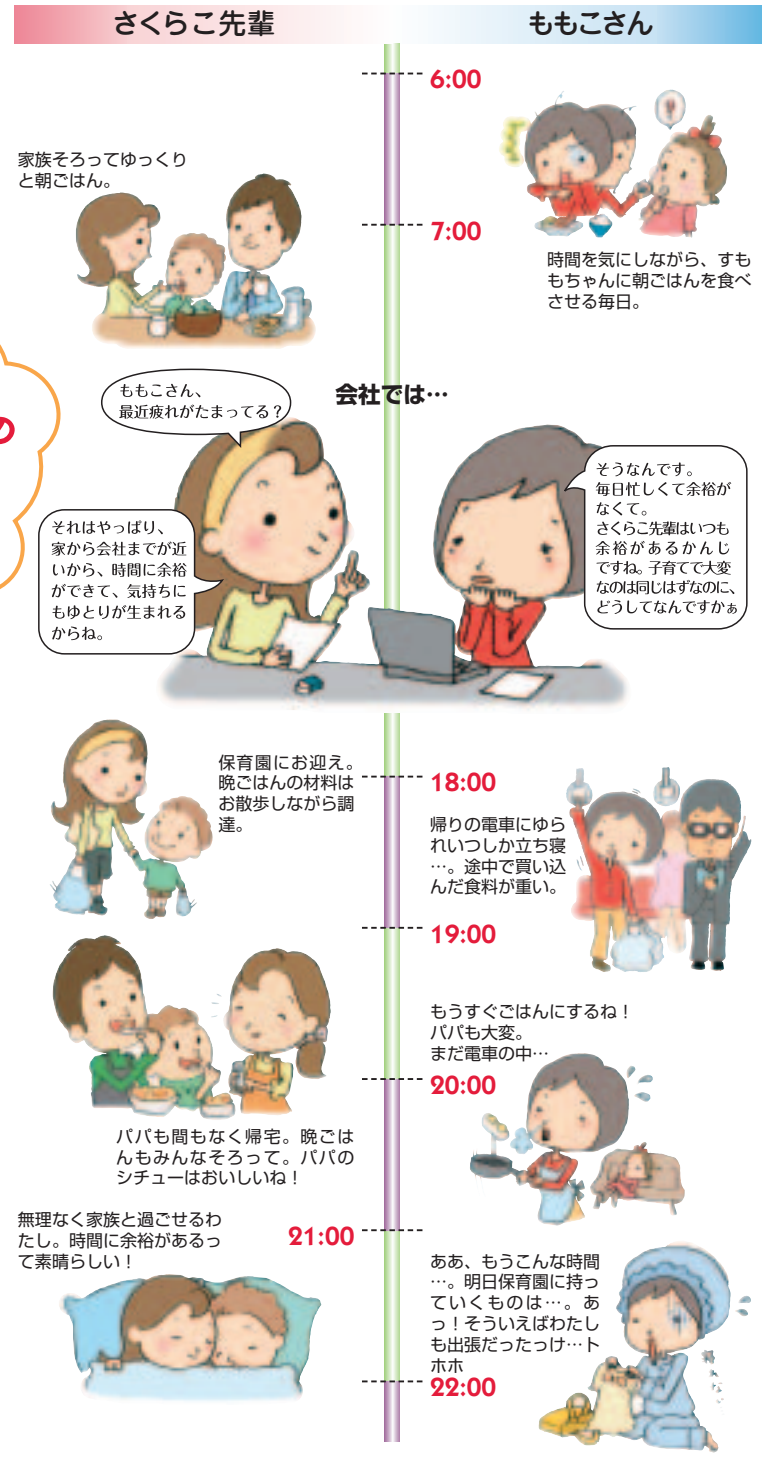 さくらこ先輩
ももこさん
6:00
家族そろってゆっくり
と朝ごはん。
7:00
時間を気にしながら、すも
もちゃんに朝ごはんを食べ
させる毎日。
の
会社では…
ももこさん、
最近疲れがたまってる？
そうなんです。
毎日忙しくて余裕が
なくて。
さくらこ先輩はいつも
余裕があるかんじ
ですね。子育てで大変
なのは同じはずなのに、
どうしてなんですかぁ
それはやっぱり、
家から会社までが近
いから、時間に余裕
ができて、気持ちに
もゆとりが生まれる
からね。
保育園にお迎え。
晩ごはんの材料は
お散歩しながら調
達。
18:00
帰りの電車にゆら
れいつしか立ち寝
…。途中で買い込
んだ食料が重い。
19:00
もうすぐごはんにするね！
パパも大変。
まだ電車の中…
20:00
パパも間もなく帰宅。晩ごは
んもみんなそろって。パパの
シチューはおいしいね！
無理なく家族と過ごせるわ
たし。時間に余裕があるっ
て素晴らしい！
21:00
ああ、もうこんな時間
…。明日保育園に持っ
ていくものは…。あ
っ！そういえばわたし
も出張だったっけ…ト
ホホ
22:00